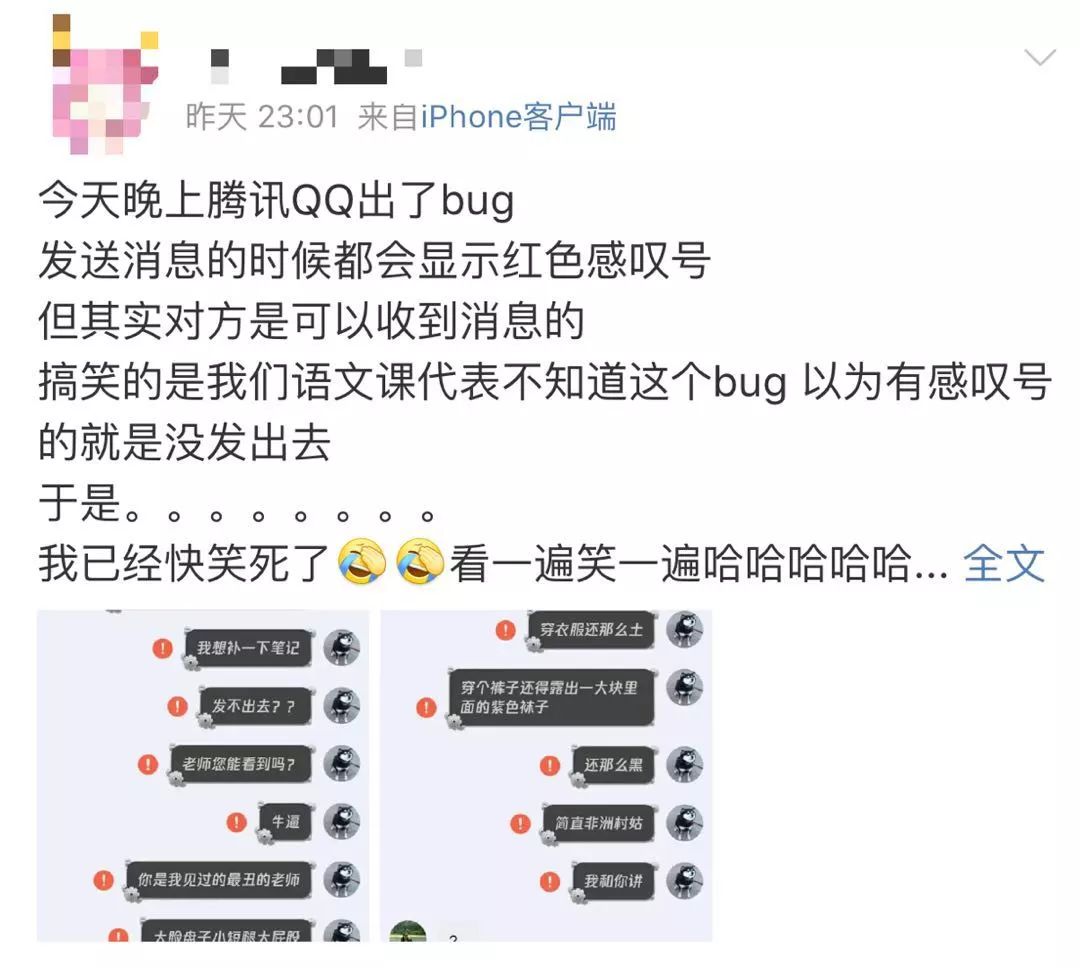 昨天 23:01 来自iPhone客户端
今天晚上腾讯QQ出了bug
发送消息的时候都会显示红色感叹号
但其实对方是可以收到消息的
搞笑的是我们语文课代表不知道这个bug 以为有感叹号
的就是没发出去
于是。。。。。。。。
我已经快笑死了🤣🤣看一遍笑一遍哈哈哈哈哈... 全文
我想补一下笔记
发不出去？？
老师您能看到吗？
牛逼
你是我见过的最丑的老师
大脸盘子小短腿大屁股
穿衣服还那么土
穿个裤子还得露出一大块里
面的紫色袜子
还那么黑
简直非洲村姑
我和你讲
?